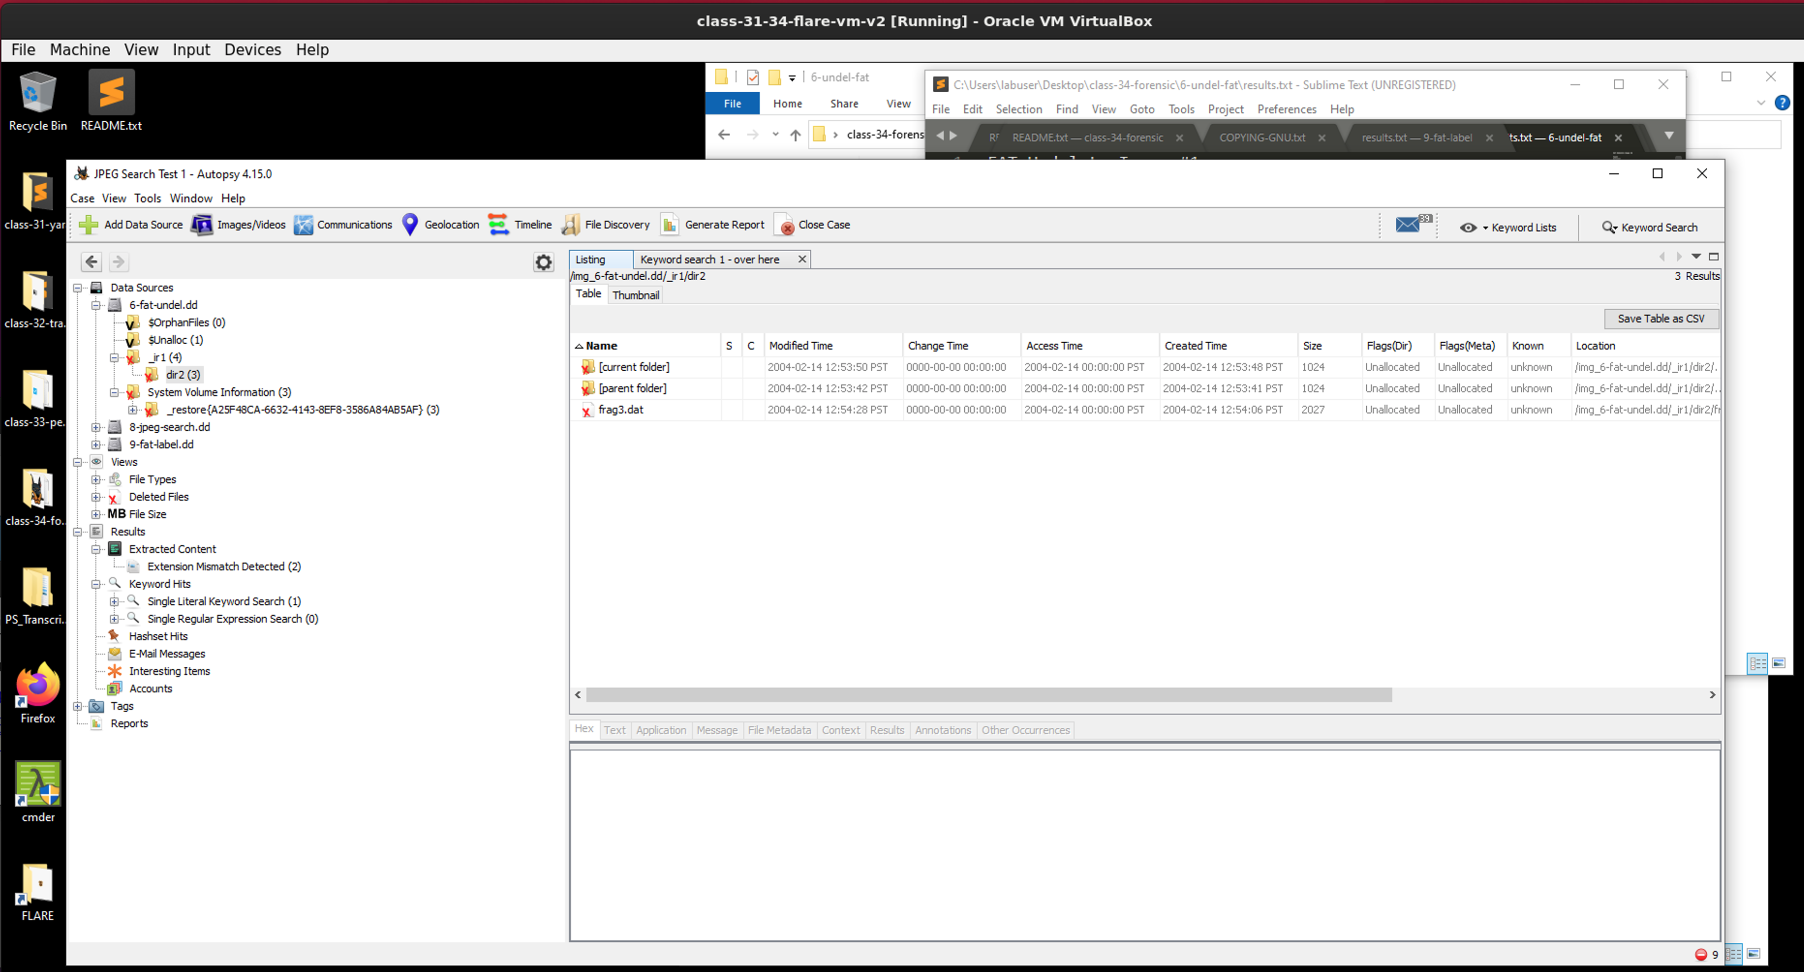 class-31-34-flare-vm-v2 [Running] - Oracle VM VirtualBox
File Machine View Input Devices Help
Recycle Bin
README.txt
class-31-yar
class-32-tra...
class-33-pe...
class-34-fo...
PS_Transcri...
Firefox
cmder
FLARE
6-undel-fat
File Home Share View
class-34-forens
C:\Users\labuser\Desktop\class-34-forensic\6-undel-fat\results.txt - Sublime Text (UNREGISTERED)
File Edit Selection Find View Goto Tools Project Preferences Help
README.txt — class-34-forensic COPYING-GNU.txt results.txt — 9-fat-label ts.txt — 6-undel-fat
JPEG Search Test 1 - Autopsy 4.15.0
Case View Tools Window Help
Add Data Source Images/Videos Communications Geolocation Timeline File Discovery Generate Report Close Case 39 Keyword Lists Keyword Search
Data Sources
6-fat-undel.dd
$OrphanFiles (0)
$Unalloc (1)
_ir1 (4)
dir2 (3)
System Volume Information (3)
_restore{A25F48CA-6632-4143-8EF8-3586A84AB5AF} (3)
8-jpeg-search.dd
9-fat-label.dd
Views
File Types
Deleted Files
MB File Size
Results
Extracted Content
Extension Mismatch Detected (2)
Keyword Hits
Single Literal Keyword Search (1)
Single Regular Expression Search (0)
Hashset Hits
E-Mail Messages
Interesting Items
Accounts
Tags
Reports
Listing Keyword search 1 - over here
/img_6-fat-undel.dd/_ir1/dir2 3 Results
Table Thumbnail
Save Table as CSV
Name S C Modified Time Change Time Access Time Created Time Size Flags(Dir) Flags(Meta) Known Location
[current folder] 2004-02-14 12:53:50 PST 0000-00-00 00:00:00 2004-02-14 00:00:00 PST 2004-02-14 12:53:48 PST 1024 Unallocated Unallocated unknown /img_6-fat-undel.dd/_ir1/dir2/.
[parent folder] 2004-02-14 12:53:42 PST 0000-00-00 00:00:00 2004-02-14 00:00:00 PST 2004-02-14 12:53:41 PST 1024 Unallocated Unallocated unknown /img_6-fat-undel.dd/_ir1/dir2/.
frag3.dat 2004-02-14 12:54:28 PST 0000-00-00 00:00:00 2004-02-14 00:00:00 PST 2004-02-14 12:54:06 PST 2027 Unallocated Unallocated unknown /img_6-fat-undel.dd/_ir1/dir2/fr
Hex Text Application Message File Metadata Context Results Annotations Other Occurrences
9